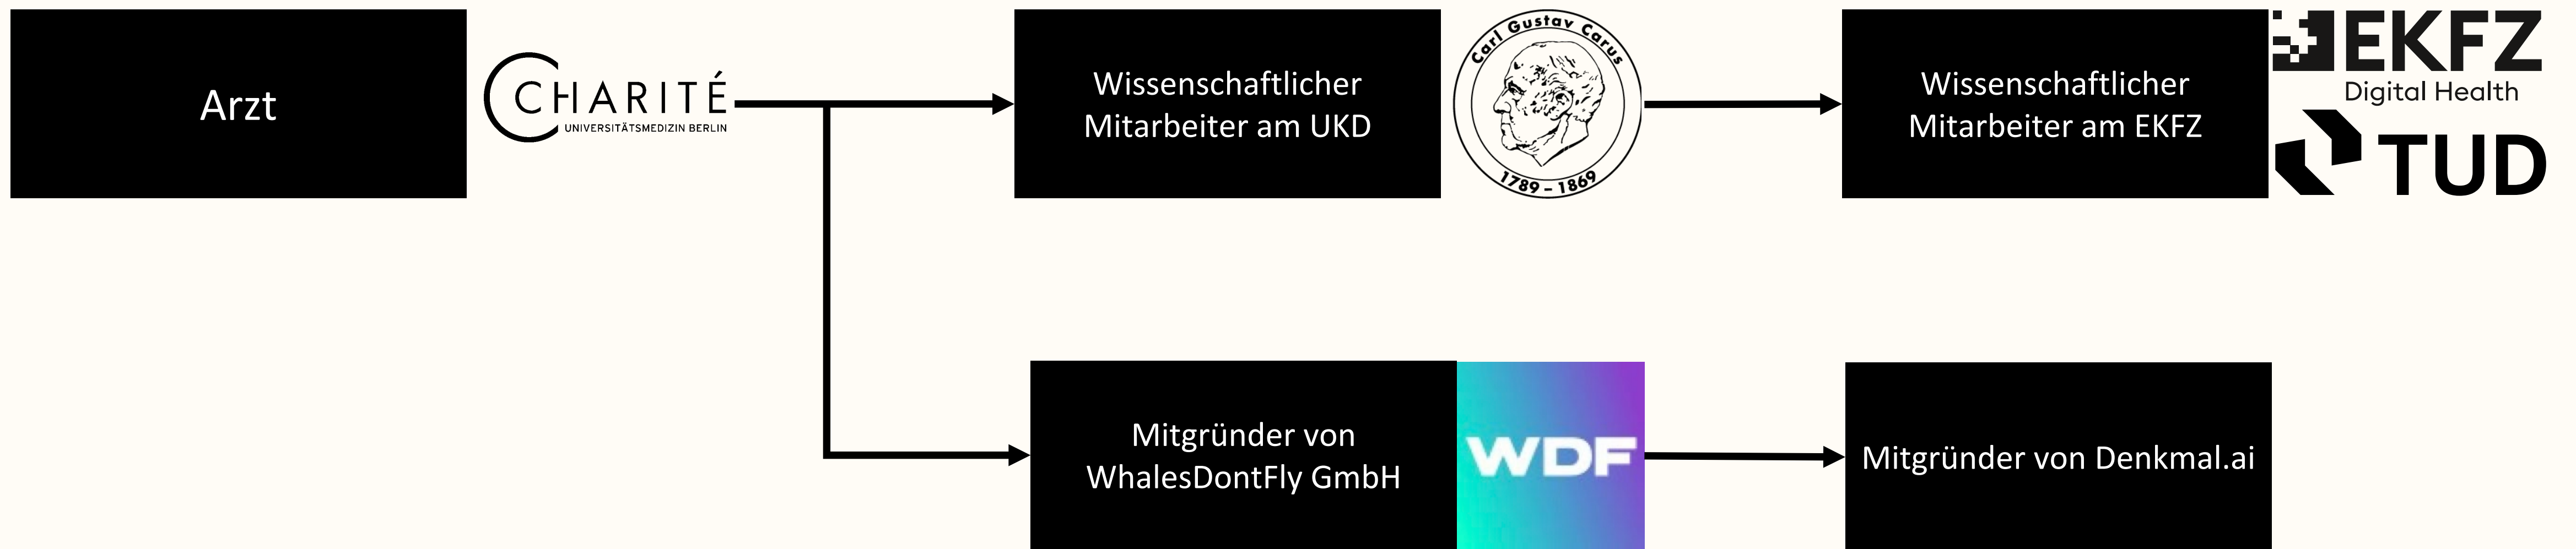 Arzt
CHARITÉ
UNIVERSITÄTSMEDIZIN BERLIN
Wissenschaftlicher
Mitarbeiter am UKD
Carl Gustav Carus
1789 – 1869
Wissenschaftlicher
Mitarbeiter am EKFZ
EKFZ
Digital Health
TUD
Mitgründer von
WhalesDontFly GmbH
WDF
Mitgründer von Denkmal.ai